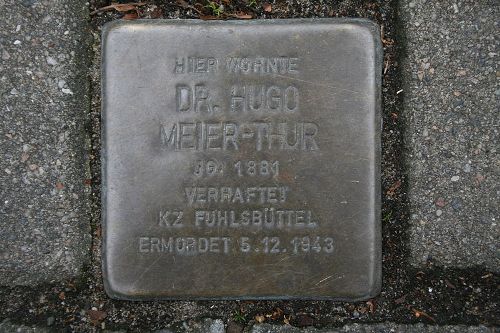 HIER WOHNTE
DR. HUGO
MEIER-THUR
JG. 1881
VERHAFTET
KZ FUHLSBÜTTEL
ERMORDET 5.12.1943